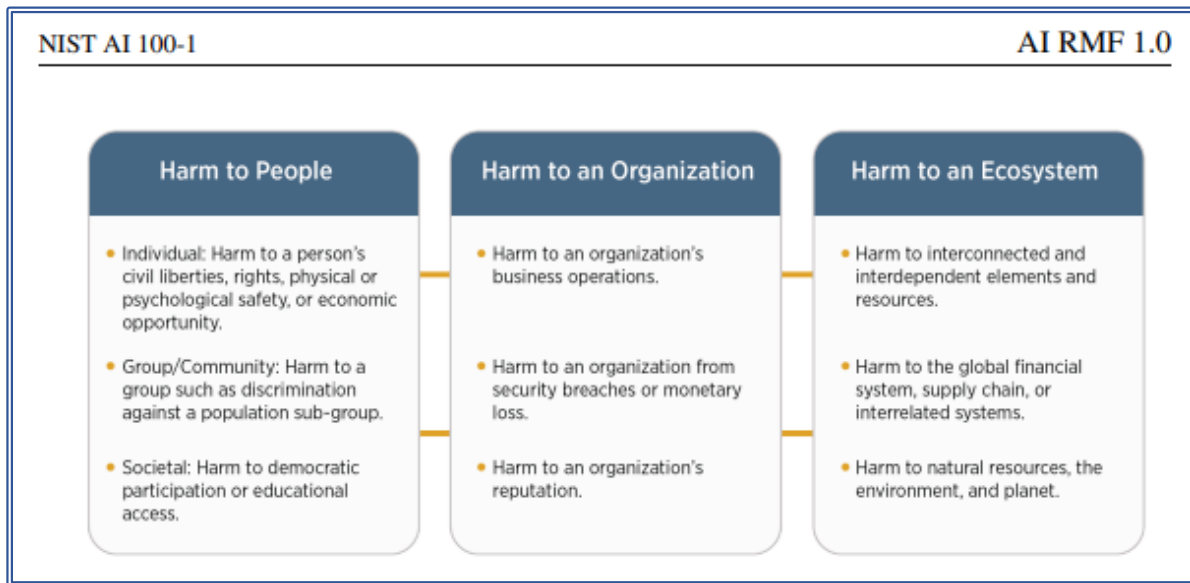 NIST AI 100-1
AI RMF 1.0
Harm to People
• Individual: Harm to a person's
civil liberties, rights, physical or
psychological safety, or economic
opportunity.
• Group/Community: Harm to a
group such as discrimination
against a population sub-group.
• Societal: Harm to democratic
participation or educational
access.
Harm to an Organization
• Harm to an organization's
business operations.
• Harm to an organization from
security breaches or monetary
loss.
• Harm to an organization's
reputation.
Harm to an Ecosystem
• Harm to interconnected and
interdependent elements and
resources.
• Harm to the global financial
system, supply chain, or
interrelated systems.
• Harm to natural resources, the
environment, and planet.